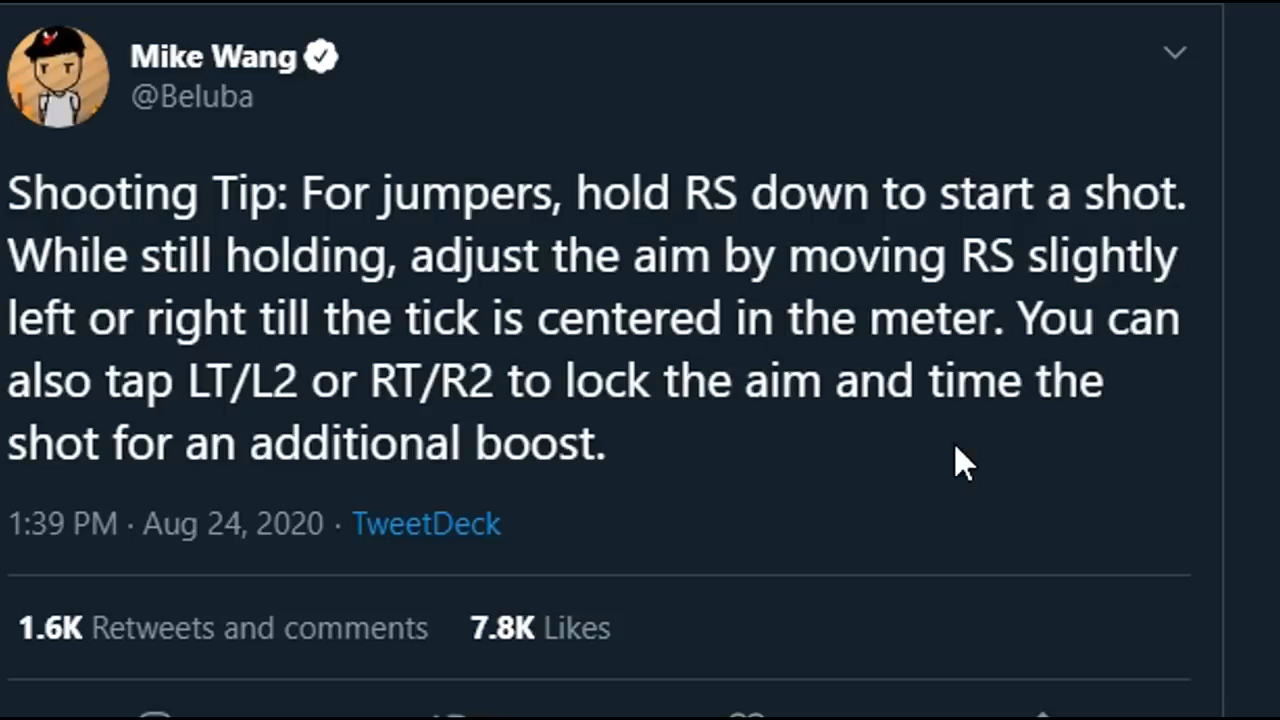 Mike Wang
@Beluba
Shooting Tip: For jumpers, hold RS down to start a shot.
While still holding, adjust the aim by moving RS slightly
left or right till the tick is centered in the meter. You can
also tap LT/L2 or RT/R2 to lock the aim and time the
shot for an additional boost.
1:39 PM · Aug 24, 2020 · TweetDeck
1.6K Retweets and comments 7.8K Likes